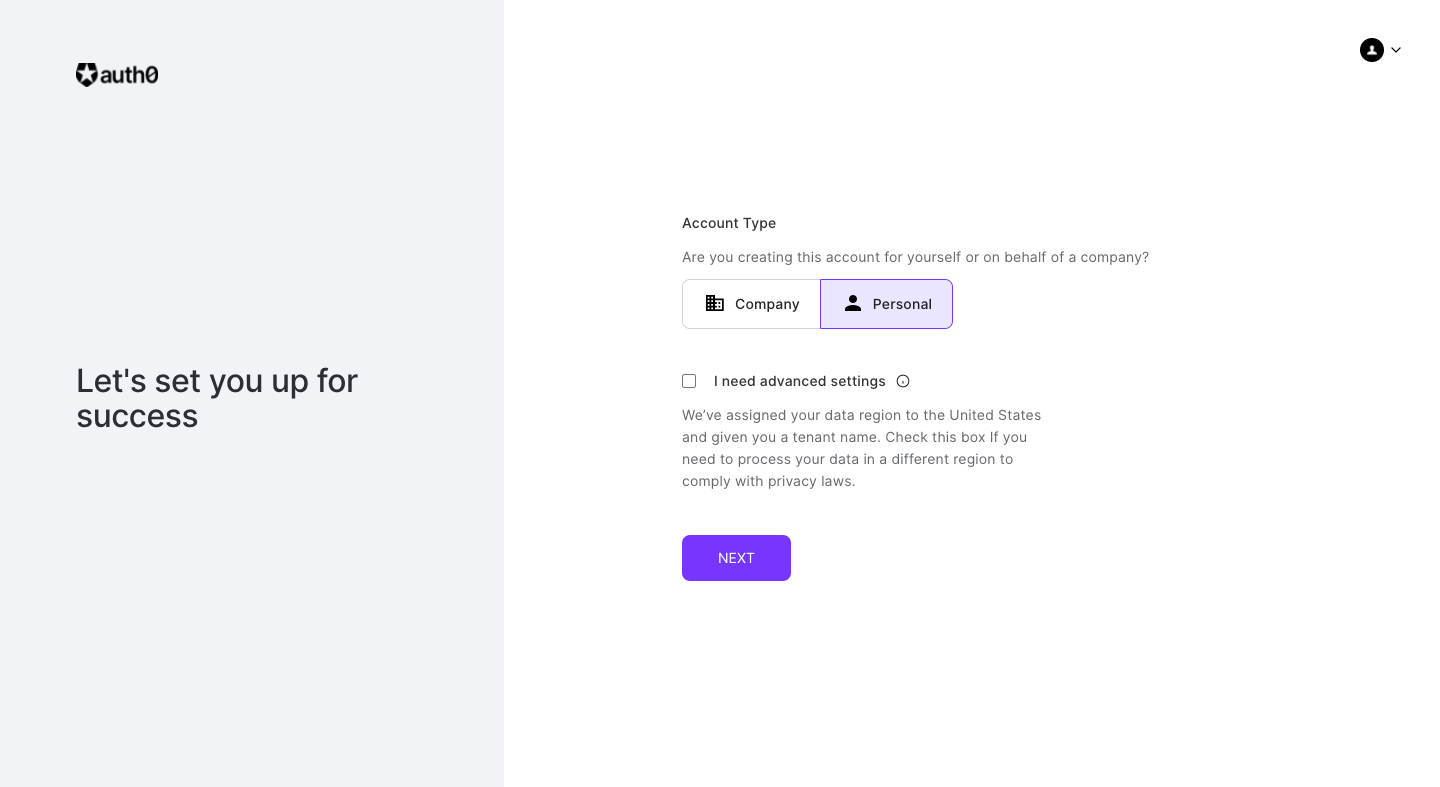 auth0
Let's set you up for
success
Account Type
Are you creating this account for yourself or on behalf of a company?
Company
Personal
I need advanced settings
We’ve assigned your data region to the United States
and given you a tenant name. Check this box If you
need to process your data in a different region to
comply with privacy laws.
NEXT